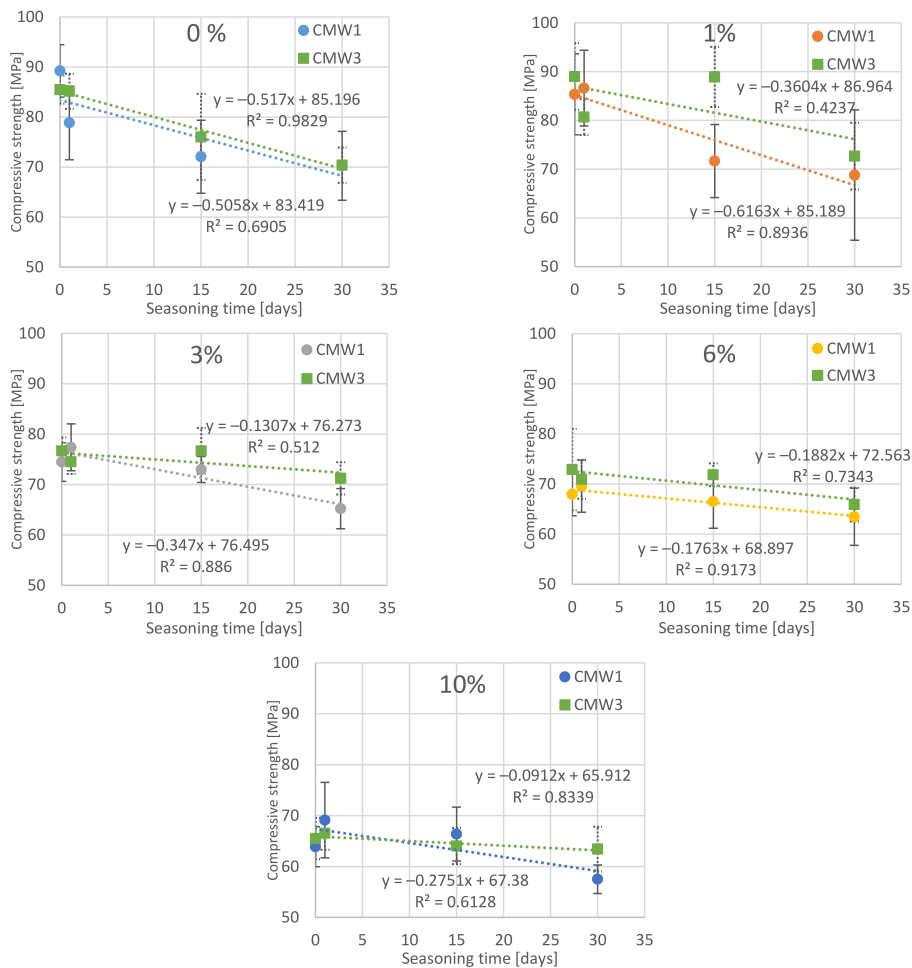 0 %
CMW1
CMW3
y = –0.517x + 85.196
R² = 0.9829
y = –0.5058x + 83.419
R² = 0.6905
100
90
80
70
60
50
0 5 10 15 20 25 30 35
Compressive strength [MPa]
Seasoning time [days]
1%
CMW1
CMW3
y = –0.3604x + 86.964
R² = 0.4237
y = –0.6163x + 85.189
R² = 0.8936
100
90
80
70
60
50
0 5 10 15 20 25 30 35
Compressive strength [MPa]
Seasoning time [days]
3%
CMW1
CMW3
y = –0.1307x + 76.273
R² = 0.512
y = –0.347x + 76.495
R² = 0.886
100
90
80
70
60
50
0 5 10 15 20 25 30 35
Compressive strength [MPa]
Seasoning time [days]
6%
CMW1
CMW3
y = –0.1882x + 72.563
R² = 0.7343
y = –0.1763x + 68.897
R² = 0.9173
100
90
80
70
60
50
0 5 10 15 20 25 30 35
Compressive strength [MPa]
Seasoning time [days]
10%
CMW1
CMW3
y = –0.0912x + 65.912
R² = 0.8339
y = –0.2751x + 67.38
R² = 0.6128
100
90
80
70
60
50
0 5 10 15 20 25 30 35
Compressive strength [MPa]
Seasoning time [days]